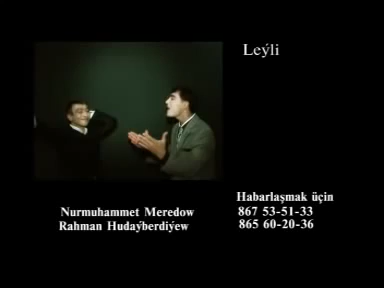 Leýli
Nurmuhammet Meredow
Rahman Hudaýberdiýew
Habarlaşmak üçin
867 53-51-33
865 60-20-36